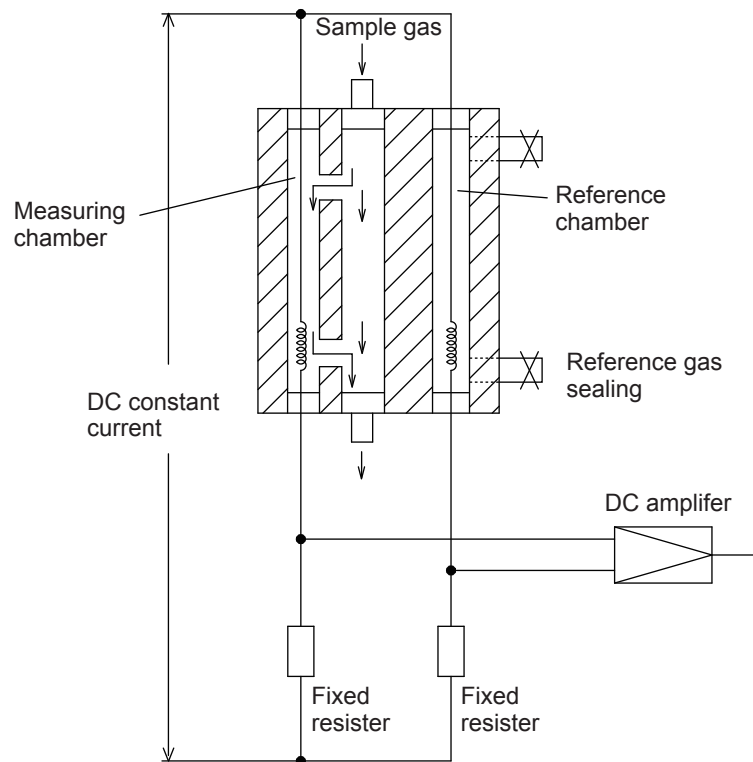 Sample gas
Measuring
chamber
Reference
chamber
DC constant
current
Reference gas
sealing
DC amplifer
Fixed
resister
Fixed
resister